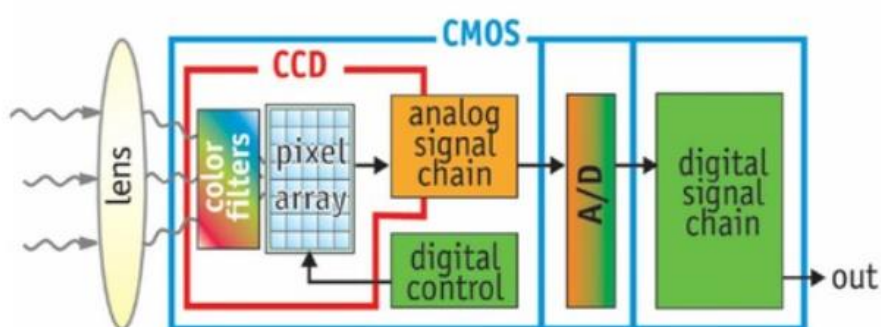 CMOS
CCD
lens
color
filters
pixel
array
analog
signal
chain
A/D
digital
signal
chain
digital
control
out